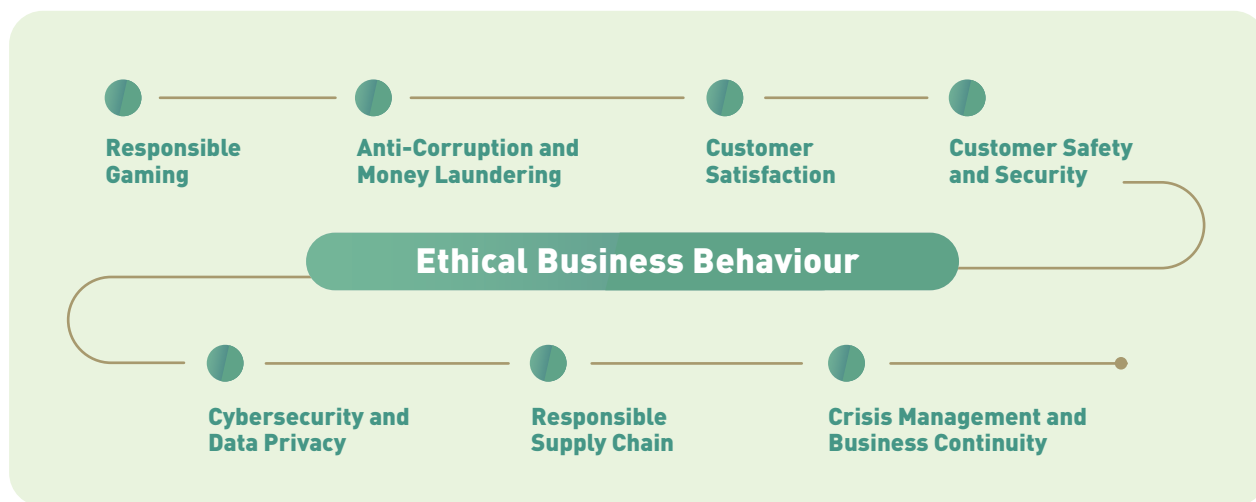 Responsible
Gaming
Anti-Corruption and
Money Laundering
Customer
Satisfaction
Customer Safety
and Security
Ethical Business Behaviour
Cybersecurity and
Data Privacy
Responsible
Supply Chain
Crisis Management and
Business Continuity